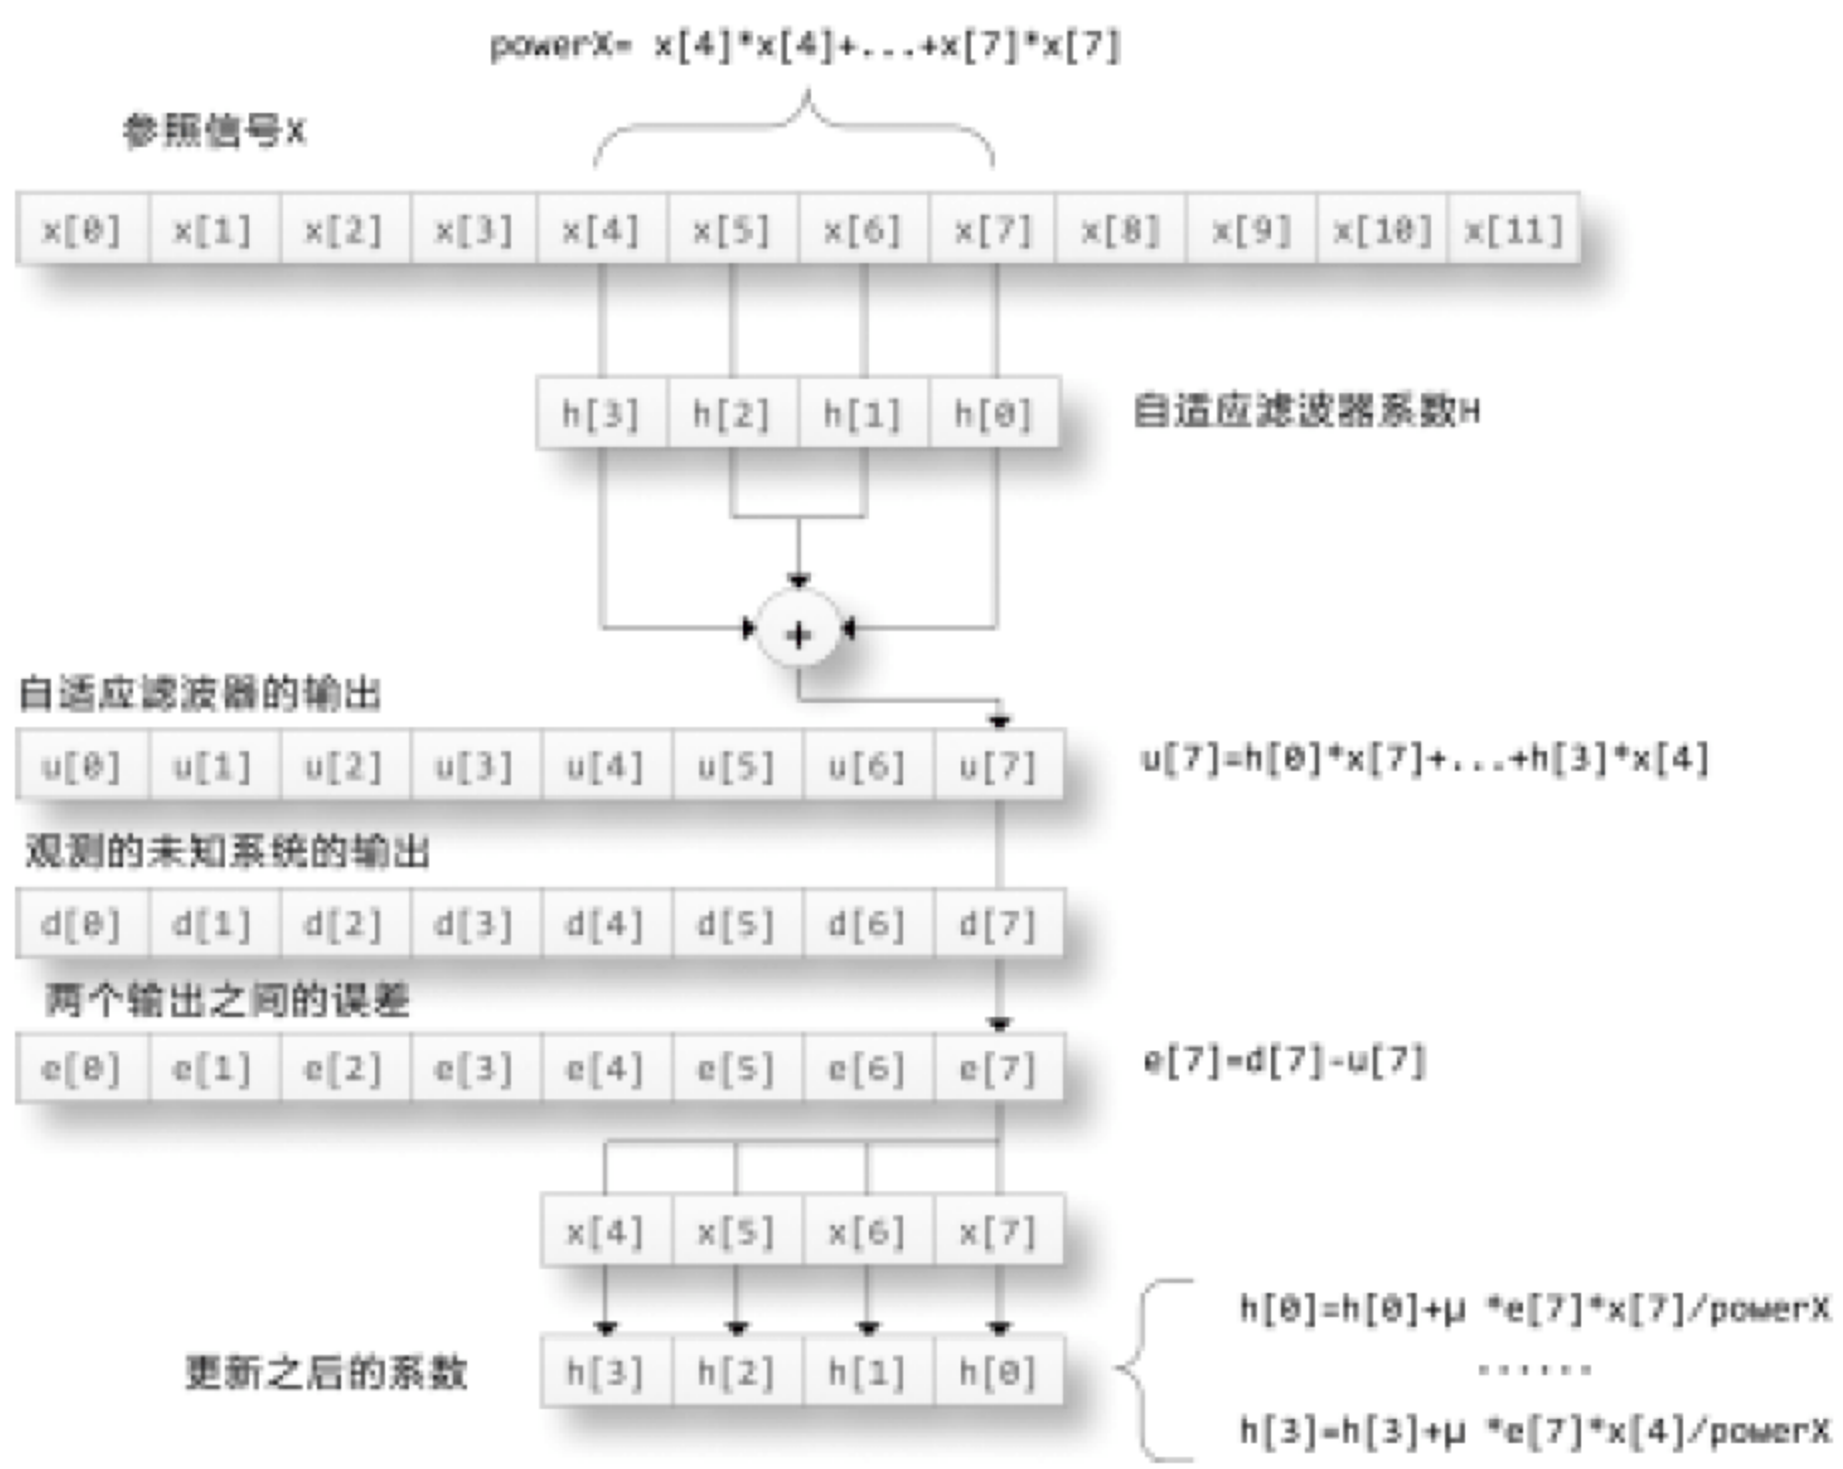 powerX= x[4]*x[4]+...+x[7]*x[7]
参照信号X
x[0] x[1] x[2] x[3] x[4] x[5] x[6] x[7] x[8] x[9] x[10] x[11]
h[3] h[2] h[1] h[0] 自适应滤波器系数H
+
自适应滤波器的输出
u[0] u[1] u[2] u[3] u[4] u[5] u[6] u[7] u[7]=h[0]*x[7]+...+h[3]*x[4]
观测的未知系统的输出
d[0] d[1] d[2] d[3] d[4] d[5] d[6] d[7]
两个输出之间的误差
e[0] e[1] e[2] e[3] e[4] e[5] e[6] e[7] e[7]=d[7]-u[7]
x[4] x[5] x[6] x[7]
h[0]=h[0]+μ *e[7]*x[7]/powerX
更新之后的系数 h[3] h[2] h[1] h[0] ......
h[3]=h[3]+μ *e[7]*x[4]/powerX